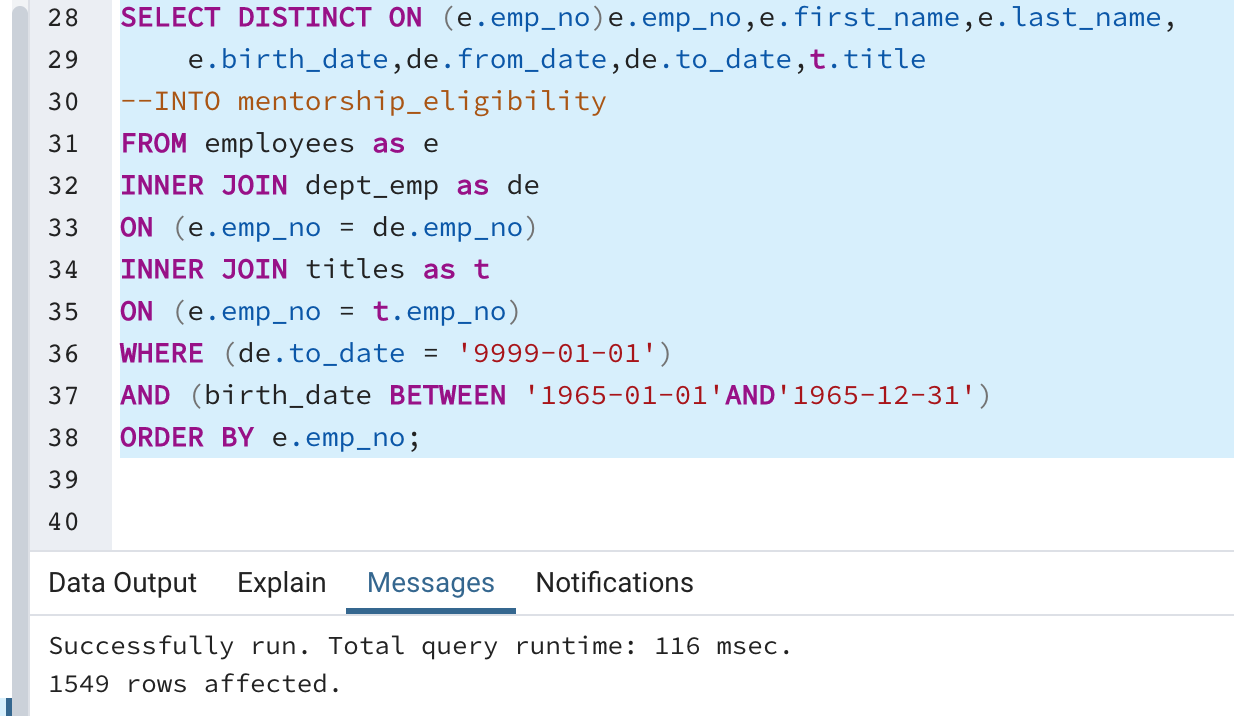 28 SELECT DISTINCT ON (e.emp_no)e.emp_no,e.first_name,e.last_name,
29 e.birth_date,de.from_date,de.to_date,t.title
30 --INTO mentorship_eligibility
31 FROM employees as e
32 INNER JOIN dept_emp as de
33 ON (e.emp_no = de.emp_no)
34 INNER JOIN titles as t
35 ON (e.emp_no = t.emp_no)
36 WHERE (de.to_date = '9999-01-01')
37 AND (birth_date BETWEEN '1965-01-01'AND'1965-12-31')
38 ORDER BY e.emp_no;
39
40
Data Output Explain Messages Notifications
Successfully run. Total query runtime: 116 msec.
1549 rows affected.